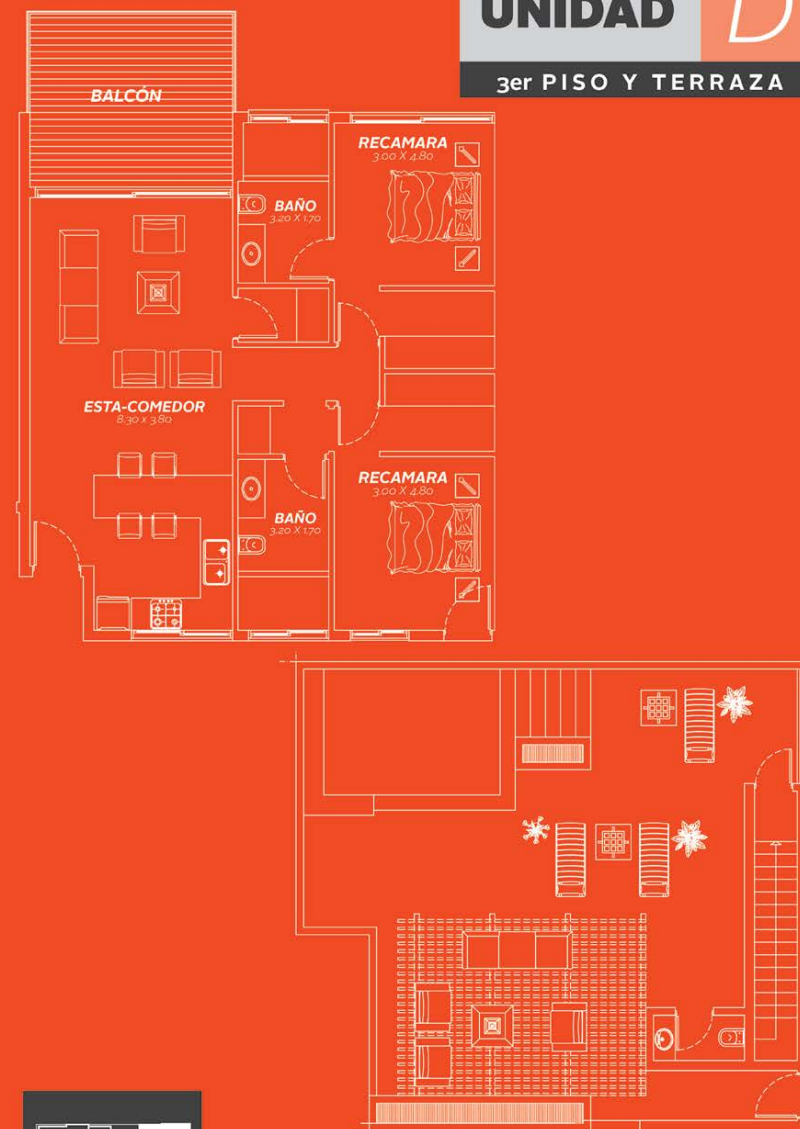 UNIDAD D
3er PISO Y TERRAZA
BALCÓN
RECAMARA
3.00 X 4.80
BAÑO
3.20 X 1.70
ESTA-COMEDOR
8.30 x 3.80
RECAMARA
3.00 X 4.80
BAÑO
3.20 X 1.70